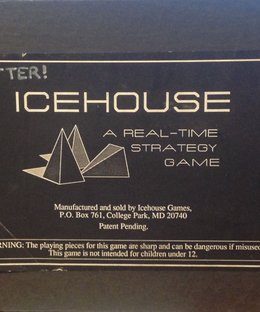 TTER!
ICEHOUSE
A REAL-TIME
STRATEGY
GAME
Manufactured and sold by Icehouse Games,
P.O. Box 761, College Park, MD 20740
Patent Pending.
RNING: The playing pieces for this game are sharp and can be dangerous if misused
This game is not intended for children under 12.